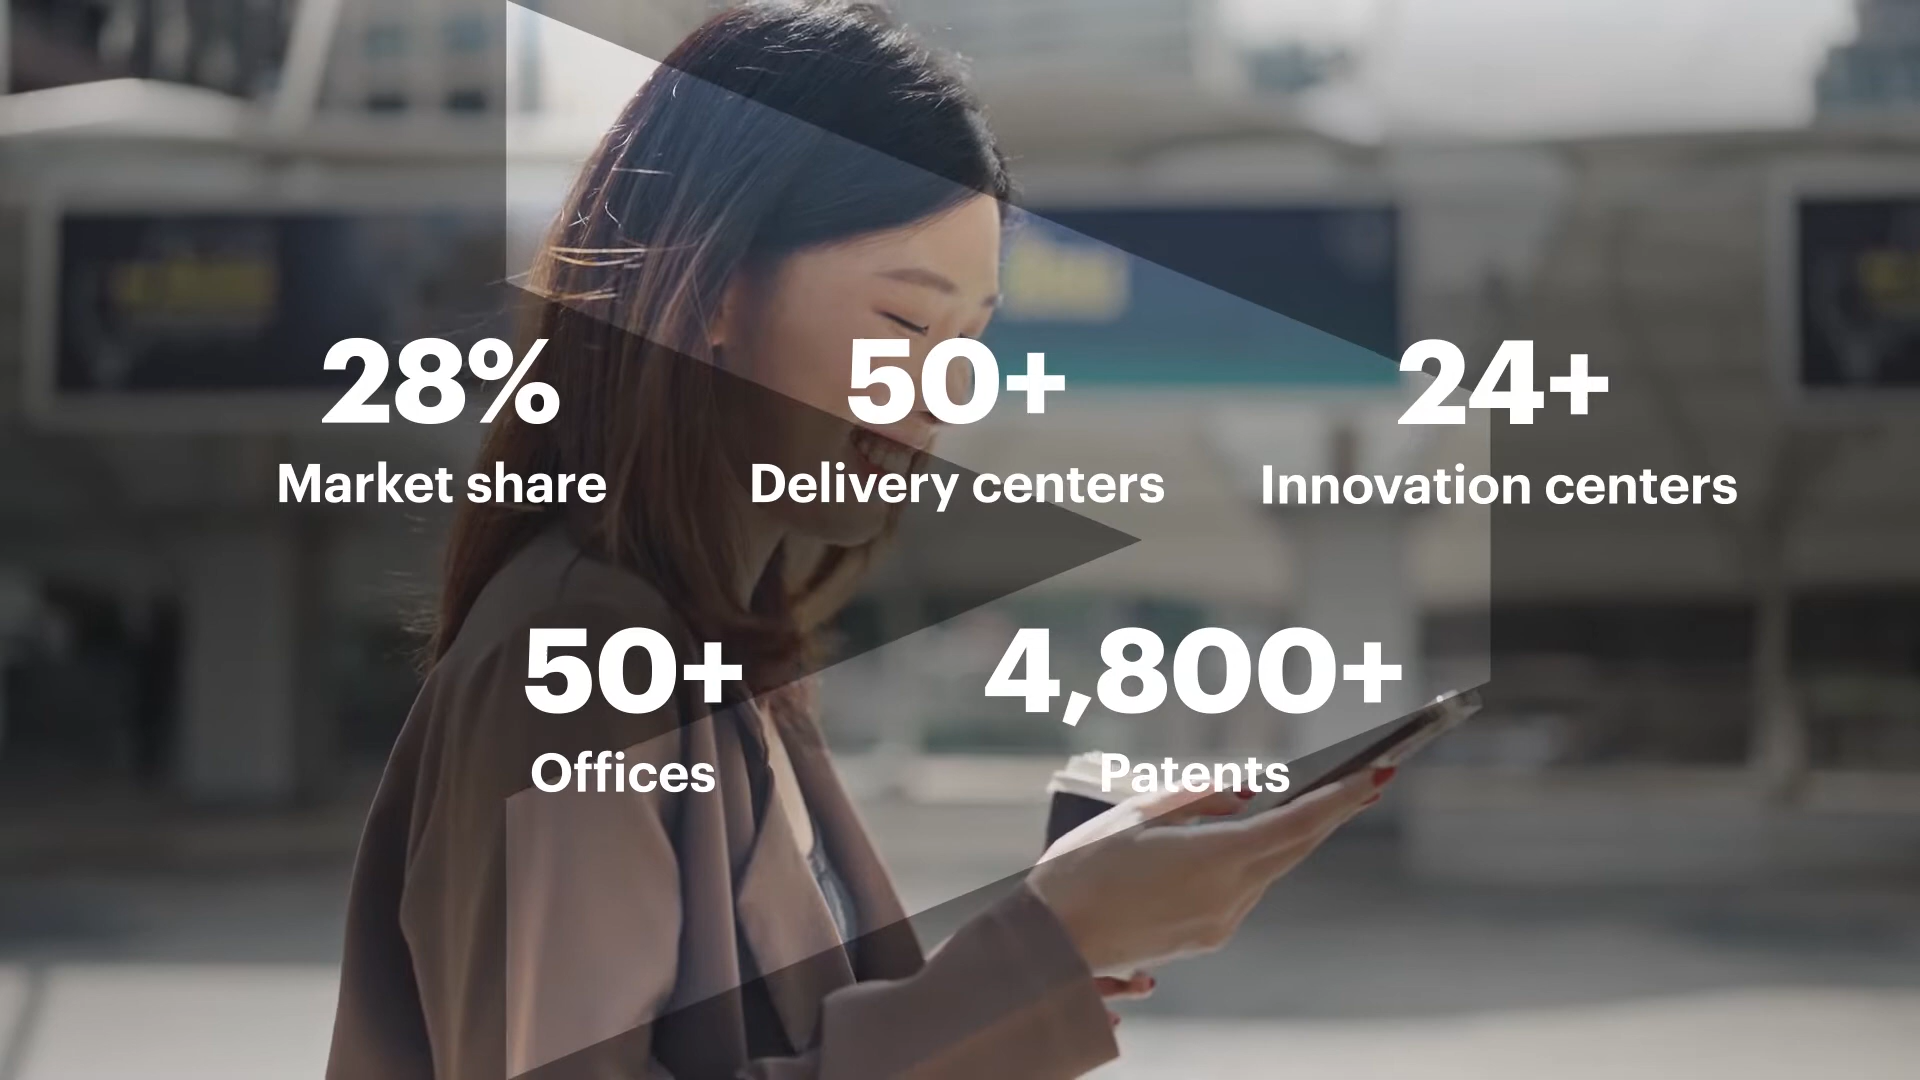 28%
50+
24+
Market share
Delivery centers
Innovation centers
50+
4,800+
Offices
Patents